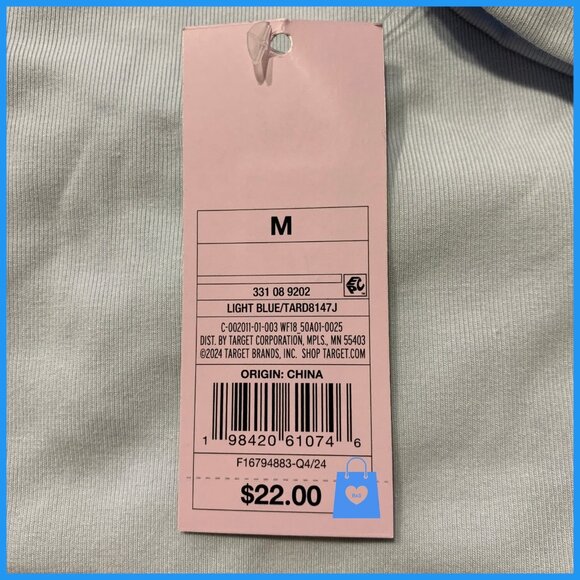 M
331 08 9202
LIGHT BLUE/TARD8147J
C-002011-01-003 WF18_50A01-0025
DIST. BY TARGET CORPORATION, MPLS., MN 55403
©2024 TARGET BRANDS, INC. SHOP TARGET.COM
ORIGIN: CHINA
1 98420 61074 6
F16794883-Q4/24
$22.00